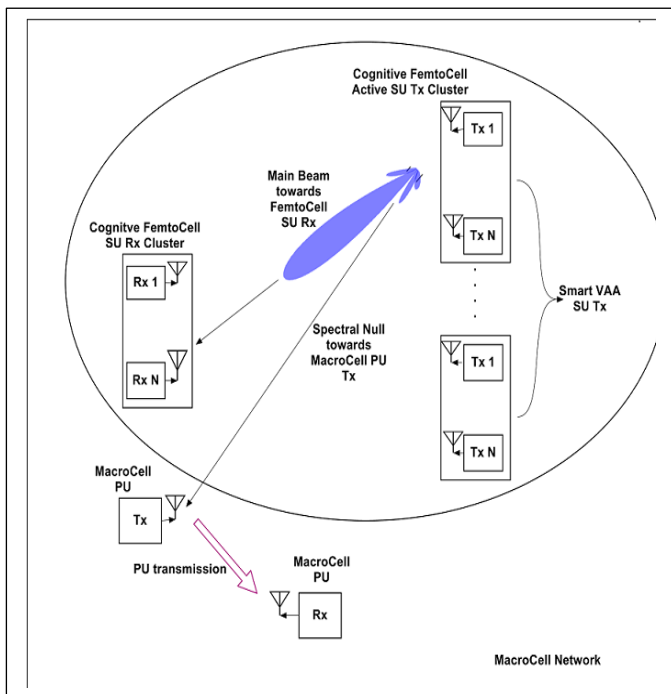 Cognitive FemtoCell
Active SU Tx Cluster
Tx 1
Tx N
Main Beam
towards
FemtoCell
SU Rx
Cognitve FemtoCell
SU Rx Cluster
Rx 1
Rx N
Smart VAA
SU Tx
Spectral Null
towards
MacroCell PU
Tx
Tx 1
Tx N
MacroCell
PU
Tx
PU transmission
MacroCell
PU
Rx
MacroCell Network